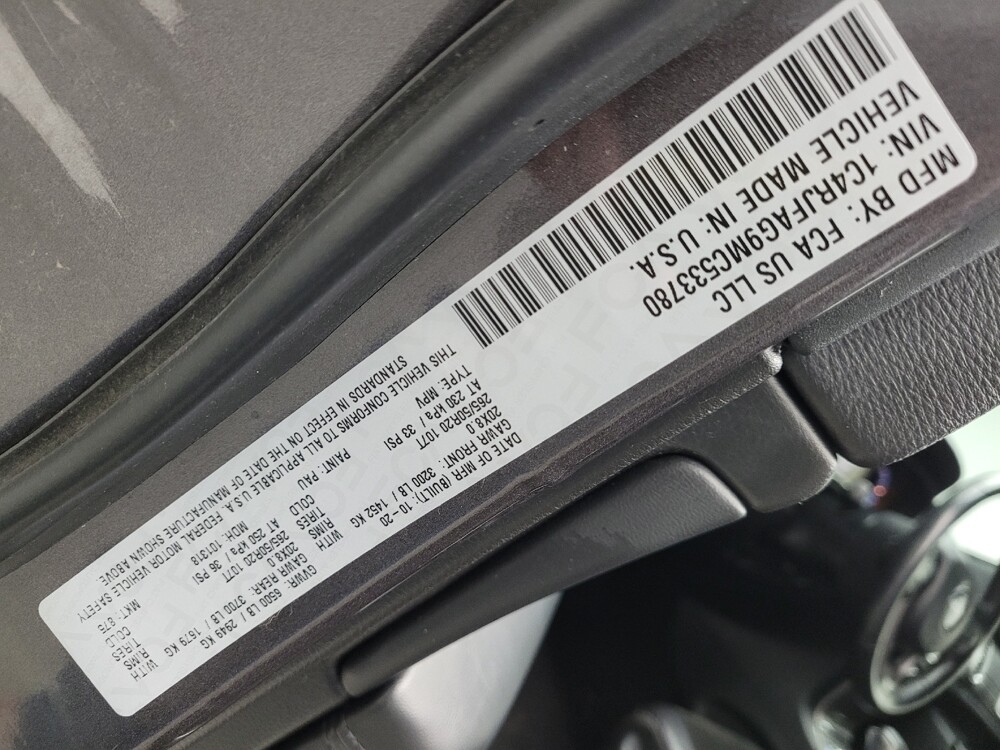 MFD BY: FCA US LLC
VIN: 1C4RJFAG9MC533780
VEHICLE MADE IN: U.S.A.
DATE OF MFR (BUILT): 10-20
GVWR: 6500 LB / 2949 KG
GAWR FRONT: 3200 LB / 1452 KG WITH
20X8.0 RIMS
265/50R20 107T TIRES
AT 230 kPa / 33 PSI COLD
GAWR REAR: 3700 LB / 1679 KG WITH
20X8.0 RIMS
265/50R20 107T TIRES
AT 250 kPa / 36 PSI COLD
TYPE: MPV PAINT: PAU MDH: 101318 MKT: 875
THIS VEHICLE CONFORMS TO ALL APPLICABLE U.S.A. FEDERAL MOTOR VEHICLE SAFETY
STANDARDS IN EFFECT ON THE DATE OF MANUFACTURE SHOWN ABOVE